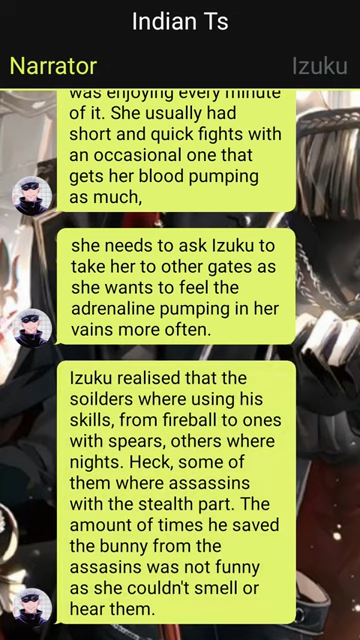 Indian Ts
Narrator
Izuku
was enjoying every minute
of it. She usually had
short and quick fights with
an occasional one that
gets her blood pumping
as much,
she needs to ask Izuku to
take her to other gates as
she wants to feel the
adrenaline pumping in her
vains more often.
Izuku realised that the
soilders where using his
skills, from fireball to ones
with spears, others where
nights. Heck, some of
them where assassins
with the stealth part. The
amount of times he saved
the bunny from the
assasins was not funny
as she couldn't smell or
hear them.